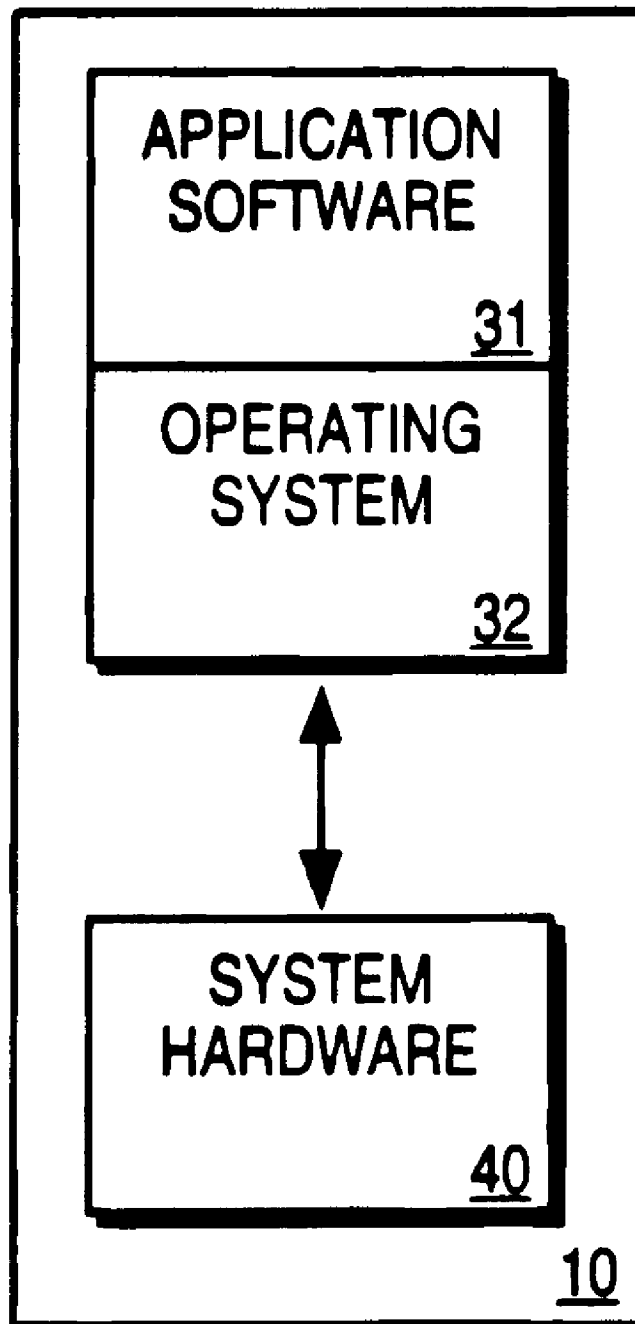 APPLICATION
SOFTWARE
31
OPERATING
SYSTEM
32
SYSTEM
HARDWARE
40
10